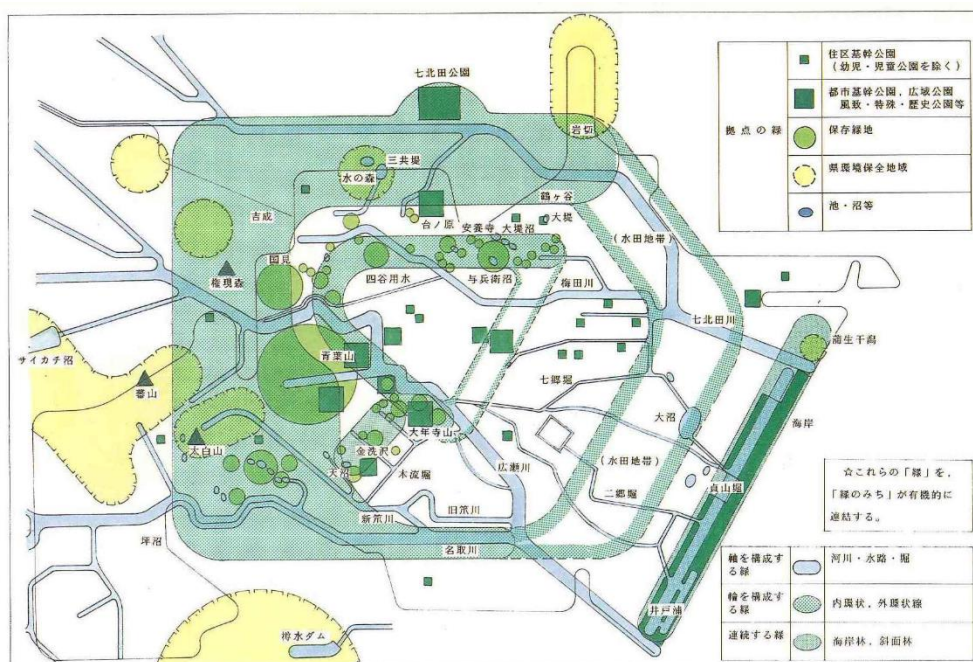 住区基幹公園
(幼児・児童公園を除く)
都市基幹公園,広域公園
風致・特殊・歴史公園等
拠点の緑
保存緑地
県環境保全地域
池・沼等
七北田公園
岩切
三共堤
水の森
鶴ヶ谷
吉成
台ノ原
安養寺
大堤沼
大堤
(水田地帯)
国見
権現森
四谷用水
与兵衛沼
梅田川
七北田川
サイカチ沼
青葉山
蒲生干潟
蕃山
七郷堀
大沼
海岸
太白山
大年寺山
金洗沢
広瀬川
(水田地帯)
天沼
木流堀
二郷堀
貞山堀
☆これらの「緑」を,
「緑のみち」が有機的に
連結する。
新笊川
旧笊川
坪沼
名取川
井戸浦
樽水ダム
軸を構成する緑
河川・水路・堀
輪を構成する緑
内環状,外環状線
連続する緑
海岸林,斜面林